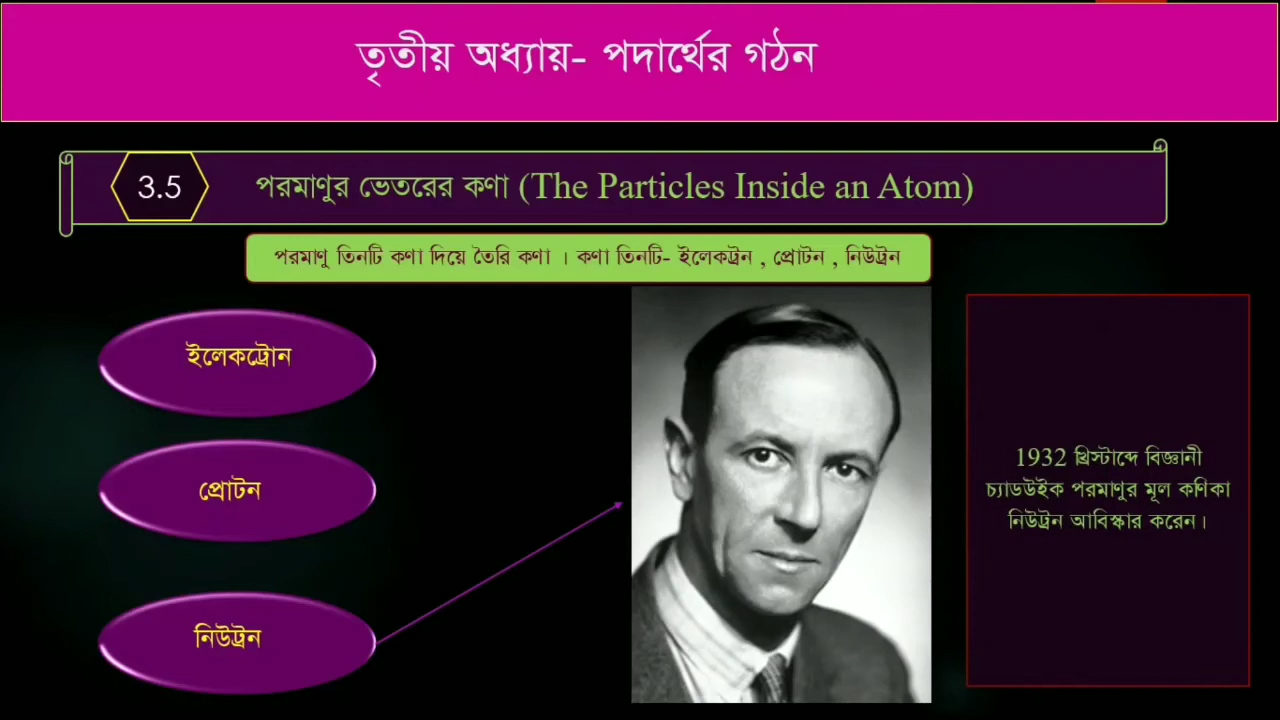 তৃতীয় অধ্যায়- পদার্থের গঠন
3.5
পরমাণুর ভেতরের কণা (The Particles Inside an Atom)
পরমাণু তিনটি কণা দিয়ে তৈরি কণা । কণা তিনটি- ইলেকট্রন , প্রোটন , নিউট্রন
ইলেকট্রোন
প্রোটন
নিউট্রন
1932 খ্রিস্টাব্দে বিজ্ঞানী
চ্যাডউইক পরমাণুর মূল কণিকা
নিউট্রন আবিস্কার করেন।